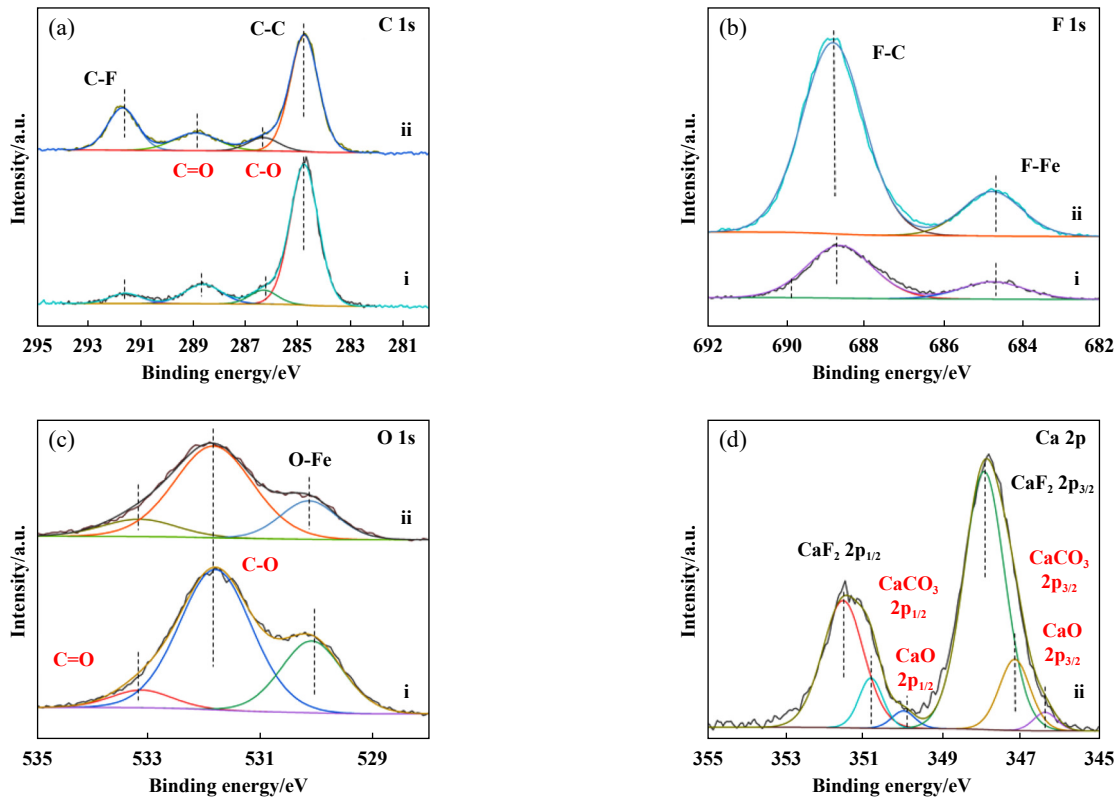 (a)
C 1s
C-C
C-F
ii
C=O
C-O
i
Intensity/a.u.
295
293
291
289
287
285
283
281
Binding energy/eV
(b)
F 1s
F-C
F-Fe
ii
i
Intensity/a.u.
692
690
688
686
684
682
Binding energy/eV
(c)
O 1s
O-Fe
ii
C-O
C=O
i
Intensity/a.u.
535
533
531
529
Binding energy/eV
(d)
Ca 2p
CaF₂ 2p₃/₂
CaF₂ 2p₁/₂
CaCO₃
2p₃/₂
CaCO₃
2p₁/₂
CaO
2p₃/₂
CaO
2p₁/₂
ii
Intensity/a.u.
355
352
351
349
347
345
Binding energy/eV